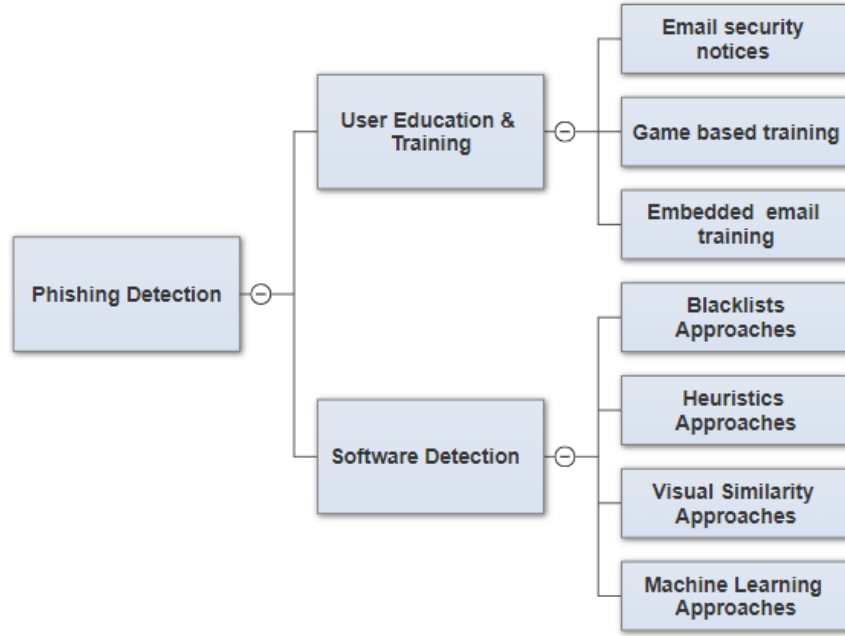 Phishing Detection
User Education &
Training
Email security
notices
Game based training
Embedded email
training
Software Detection
Blacklists
Approaches
Heuristics
Approaches
Visual Similarity
Approaches
Machine Learning
Approaches